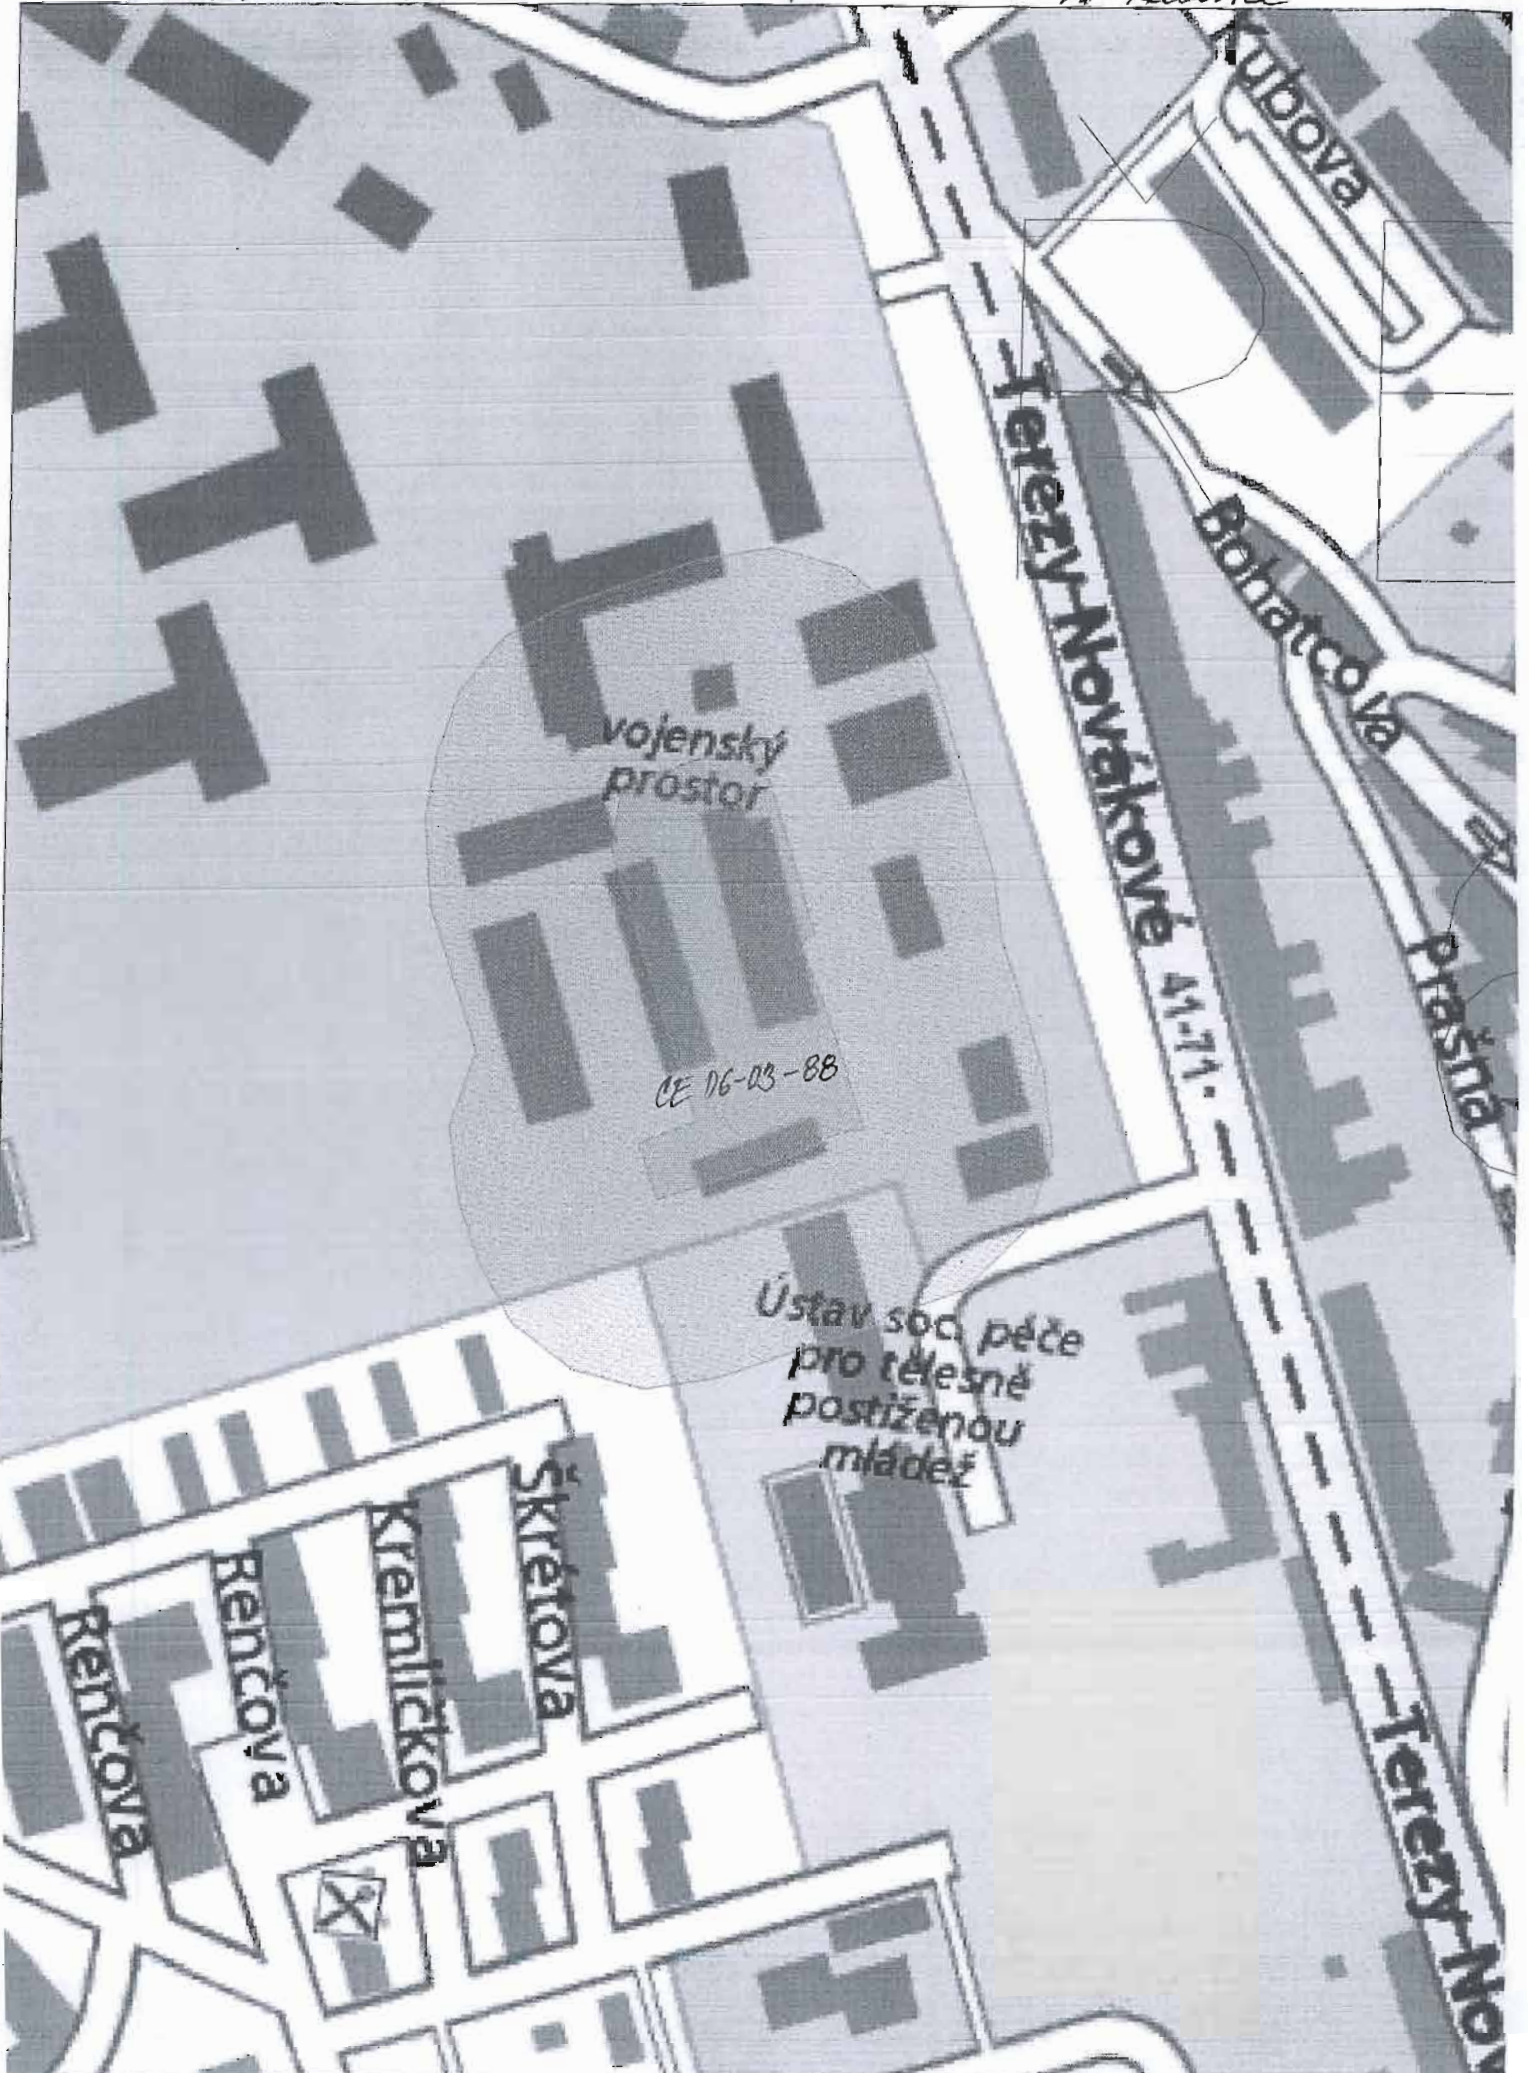 Kubova
Terezy Novákové 41-71
Bohatcova
vojenský
prostor
Prašná
CE 06-03-88
Ústav soc. péče
pro tělesně
postiženou
mládež
Škrétova
Kremličkova
Renčova
Renčova
Terezy Nov